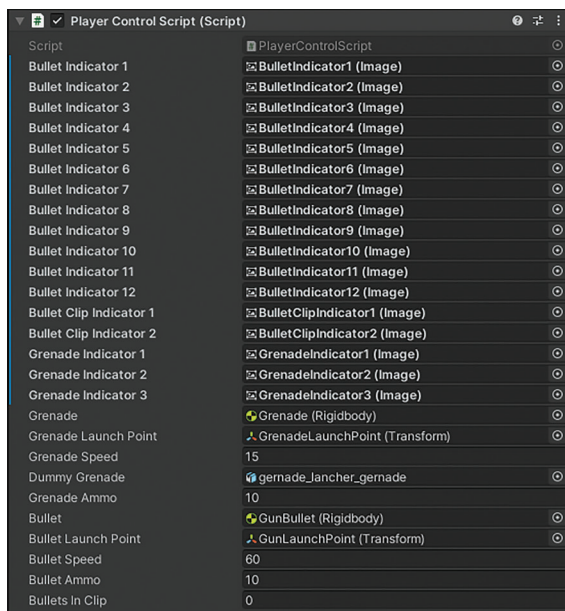 Player Control Script (Script)
Script PlayerControlScript
Bullet Indicator 1 BulletIndicator1 (Image)
Bullet Indicator 2 BulletIndicator2 (Image)
Bullet Indicator 3 BulletIndicator3 (Image)
Bullet Indicator 4 BulletIndicator4 (Image)
Bullet Indicator 5 BulletIndicator5 (Image)
Bullet Indicator 6 BulletIndicator6 (Image)
Bullet Indicator 7 BulletIndicator7 (Image)
Bullet Indicator 8 BulletIndicator8 (Image)
Bullet Indicator 9 BulletIndicator9 (Image)
Bullet Indicator 10 BulletIndicator10 (Image)
Bullet Indicator 11 BulletIndicator11 (Image)
Bullet Indicator 12 BulletIndicator12 (Image)
Bullet Clip Indicator 1 BulletClipIndicator1 (Image)
Bullet Clip Indicator 2 BulletClipIndicator2 (Image)
Grenade Indicator 1 GrenadeIndicator1 (Image)
Grenade Indicator 2 GrenadeIndicator2 (Image)
Grenade Indicator 3 GrenadeIndicator3 (Image)
Grenade Grenade (Rigidbody)
Grenade Launch Point GrenadeLaunchPoint (Transform)
Grenade Speed 15
Dummy Grenade gernade_lancher_gernade
Grenade Ammo 10
Bullet GunBullet (Rigidbody)
Bullet Launch Point GunLaunchPoint (Transform)
Bullet Speed 60
Bullet Ammo 10
Bullets In Clip 0